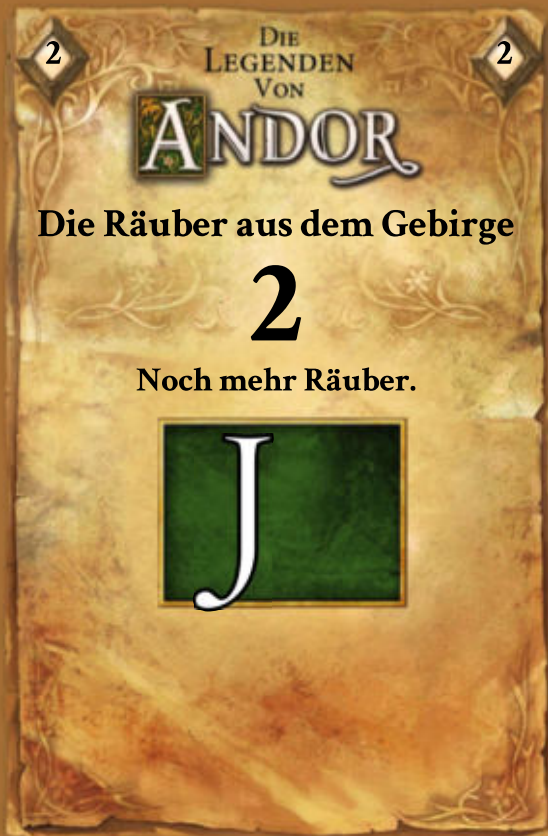 2
2
DIE
LEGENDEN
VON
ANDOR
Die Räuber aus dem Gebirge
2
Noch mehr Räuber.
J